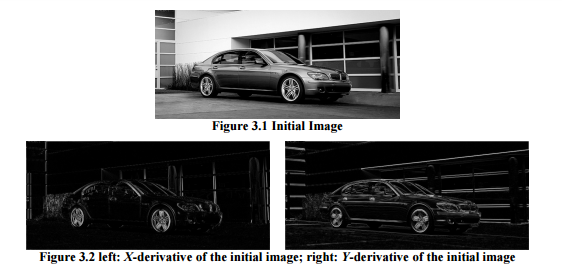 Figure 3.1 Initial Image
Figure 3.2 left: X-derivative of the initial image; right: Y-derivative of the initial image